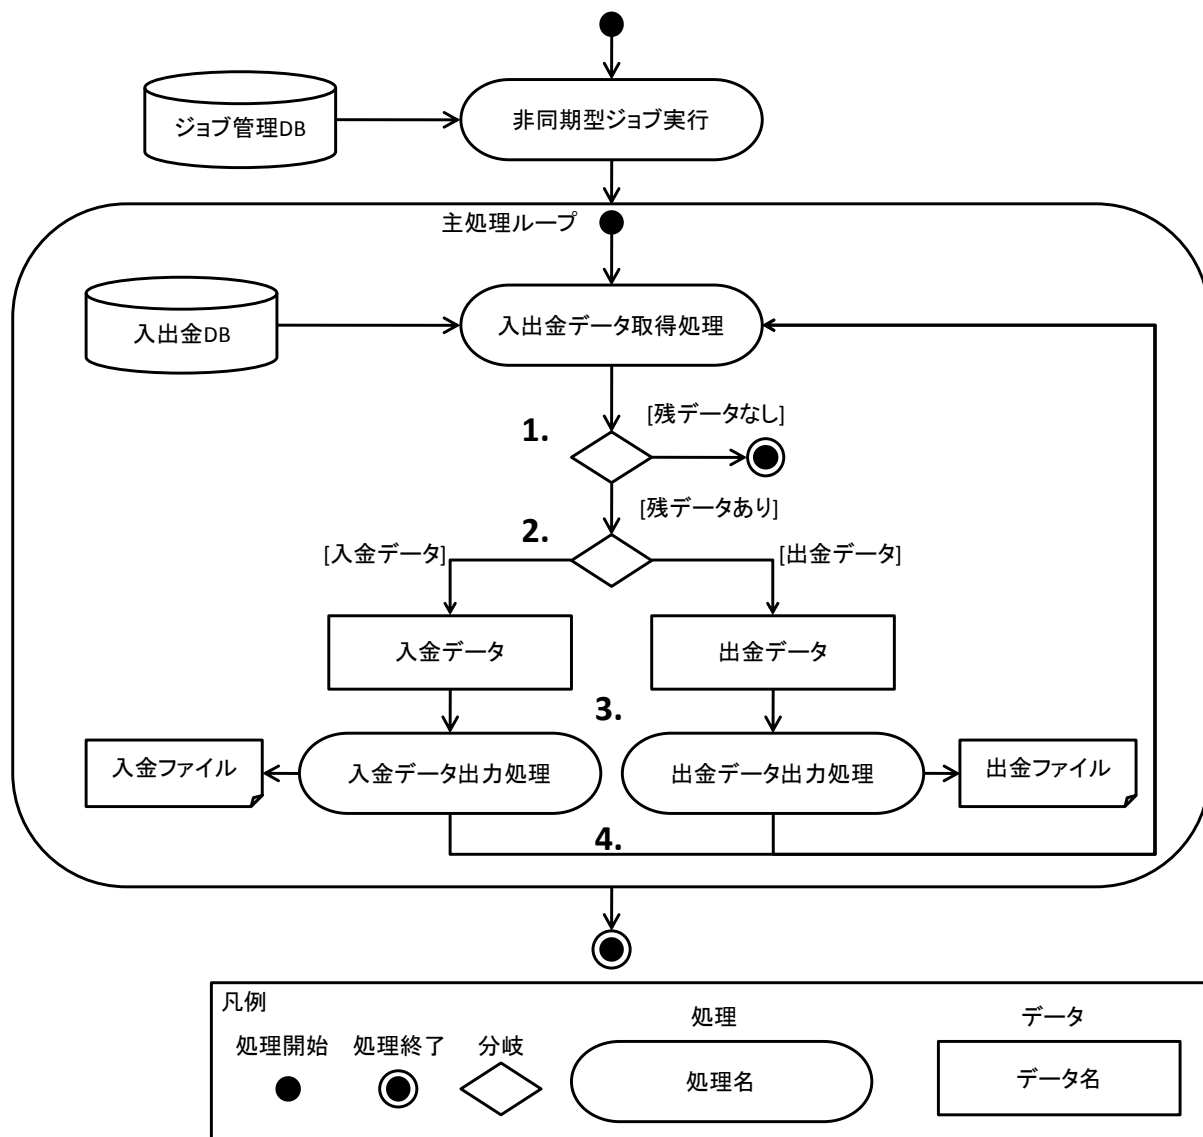 ジョブ管理DB
非同期型ジョブ実行
主処理ループ
入出金DB
入出金データ取得処理
1.
[残データなし]
[残データあり]
2.
[入金データ]
[出金データ]
入金データ
出金データ
3.
入金ファイル
入金データ出力処理
出金データ出力処理
出金ファイル
4.
凡例
処理開始
処理終了
分岐
処理
データ
処理名
データ名